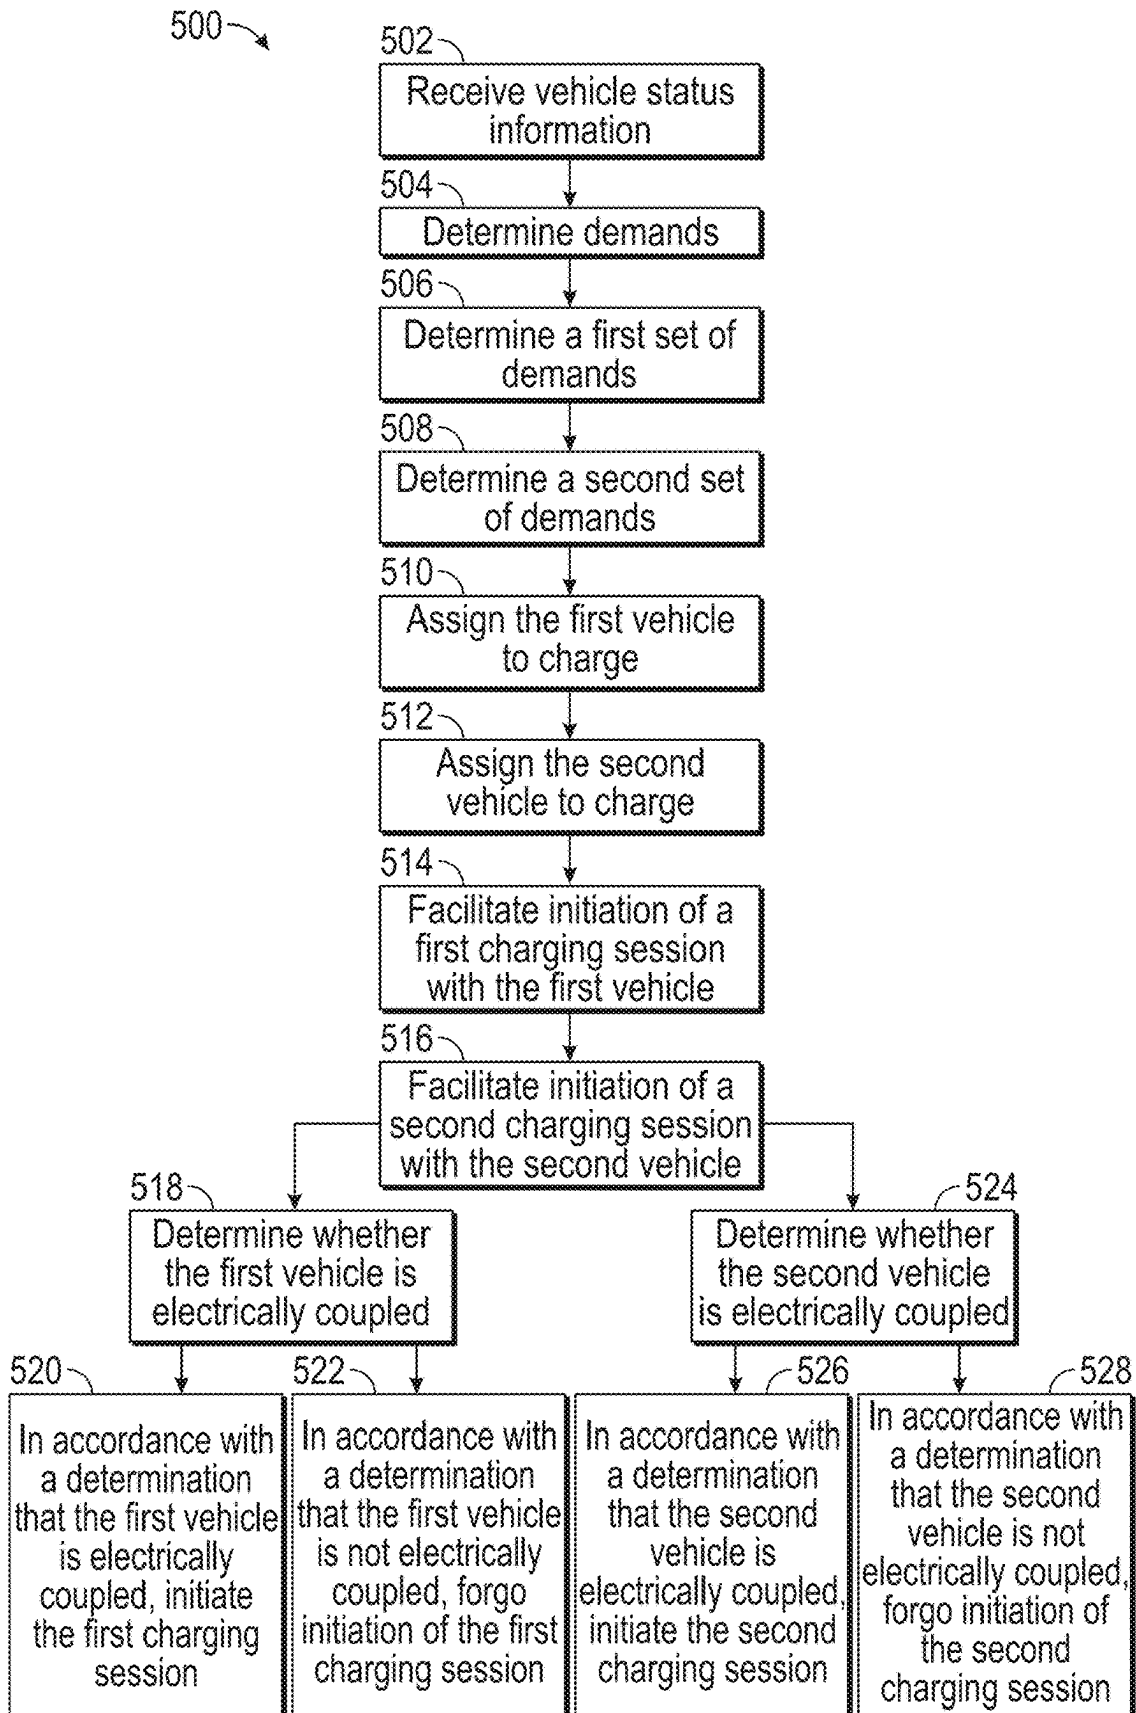 500
502
Receive vehicle status
information
504
Determine demands
506
Determine a first set of
demands
508
Determine a second set
of demands
510
Assign the first vehicle
to charge
512
Assign the second
vehicle to charge
514
Facilitate initiation of a
first charging session
with the first vehicle
516
Facilitate initiation of a
second charging session
with the second vehicle
518
Determine whether
the first vehicle is
electrically coupled
524
Determine whether
the second vehicle
is electrically coupled
520
In accordance with
a determination
that the first vehicle
is electrically
coupled, initiate
the first charging
session
522
In accordance with
a determination
that the first vehicle
is not electrically
coupled, forgo
initiation of the first
charging session
526
In accordance with
a determination
that the second
vehicle is
electrically coupled,
initiate the second
charging session
528
In accordance with
a determination
that the second
vehicle is not
electrically coupled,
forgo initiation of
the second
charging session